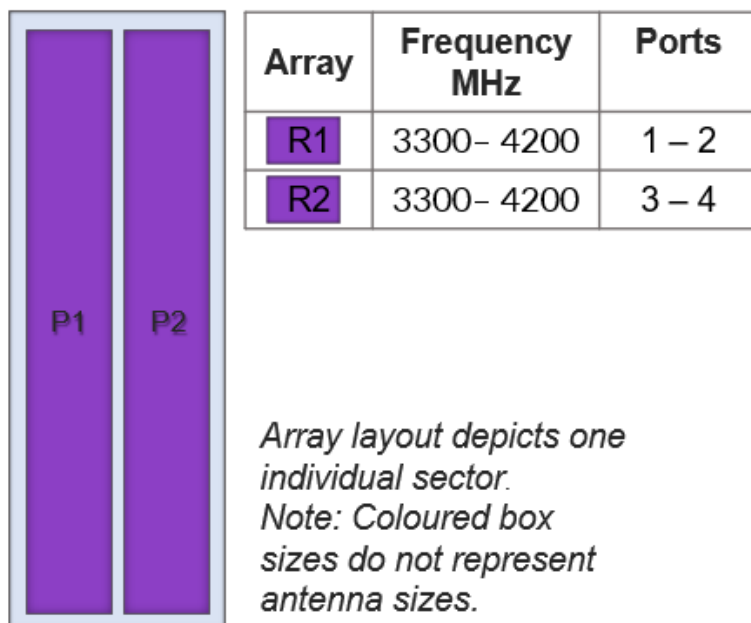 P1 P2
Array Frequency MHz Ports
R1 3300– 4200 1 – 2
R2 3300– 4200 3 – 4
Array layout depicts one
individual sector.
Note: Coloured box
sizes do not represent
antenna sizes.